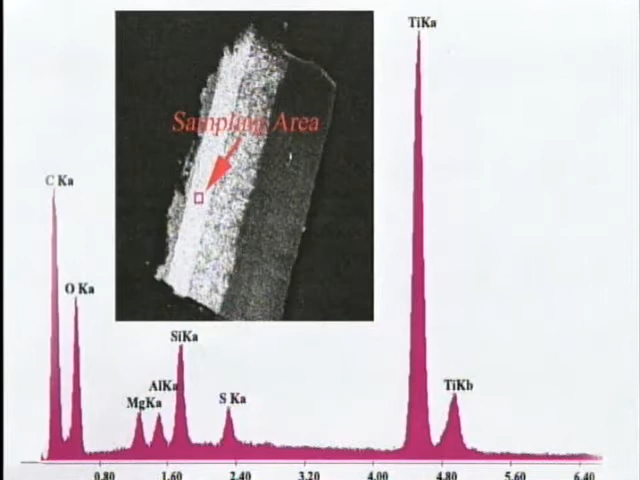 TiKa
Sampling Area
C Ka
O Ka
SiKa
AlKa
MgKa
S Ka
TiKb
0.80 1.60 2.40 3.20 4.00 4.80 5.60 6.40